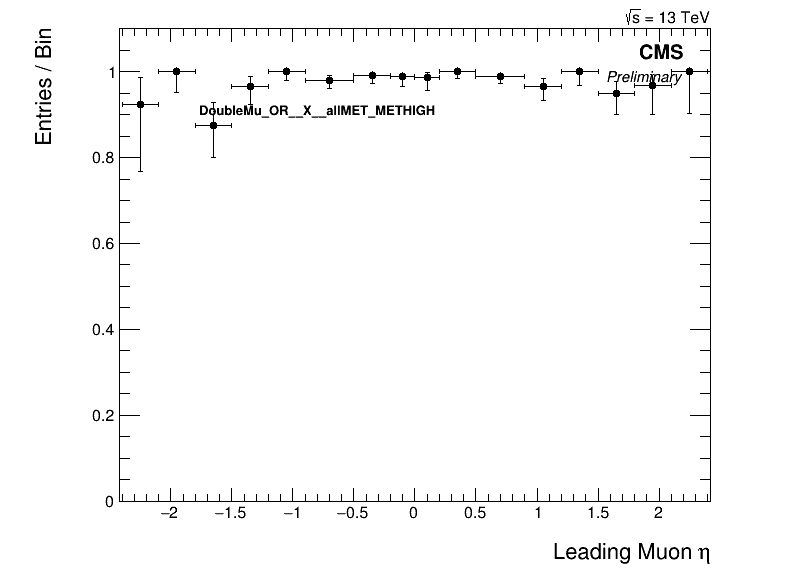 √s = 13 TeV
CMS
Preliminary
DoubleMu_OR__X__allMET_METHIGH
Entries / Bin
1
0.8
0.6
0.4
0.2
0
−2
−1.5
−1
−0.5
0
0.5
1
1.5
2
Leading Muon η